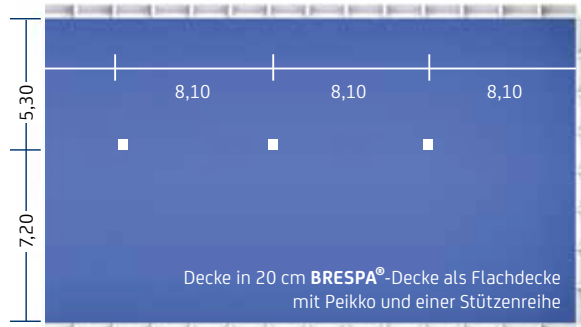 8,10 8,10 8,10
5,30
7,20
Decke in 20 cm BRESPA®-Decke als Flachdecke
mit Peikko und einer Stützenreihe